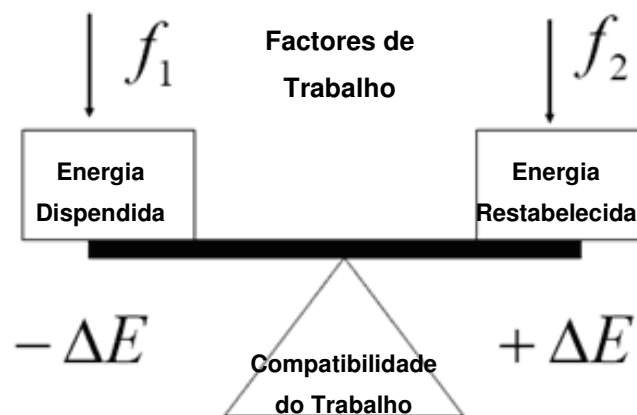 f₁
Factores de
Trabalho
f₂
Energia
Dispendida
Energia
Restabelecida
− ΔE
+ ΔE
Compatibilidade
do Trabalho